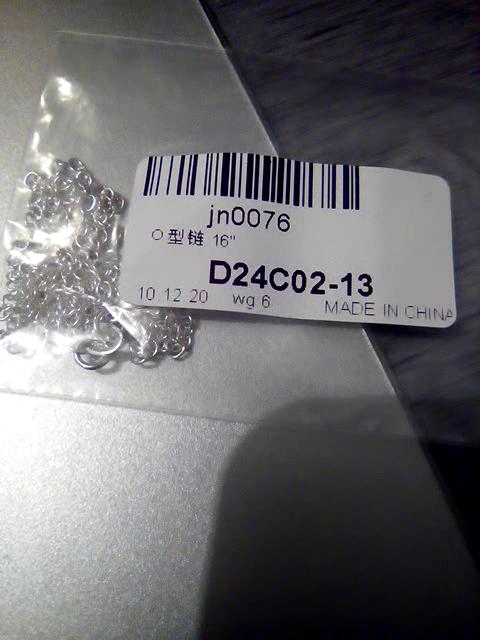 jn0076
O型链 16"
D24C02-13
10.12.20 wg 6 MADE IN CHINA